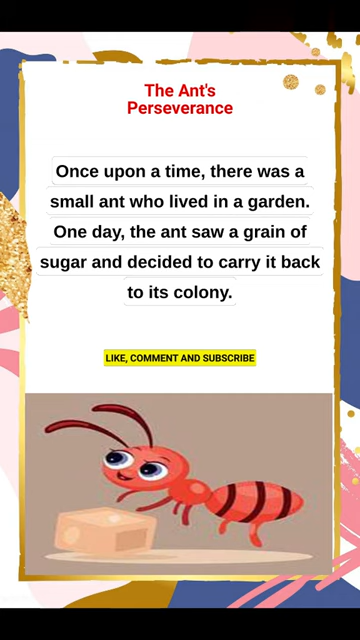 The Ant's
Perseverance
Once upon a time, there was a
small ant who lived in a garden.
One day, the ant saw a grain of
sugar and decided to carry it back
to its colony.
LIKE, COMMENT AND SUBSCRIBE